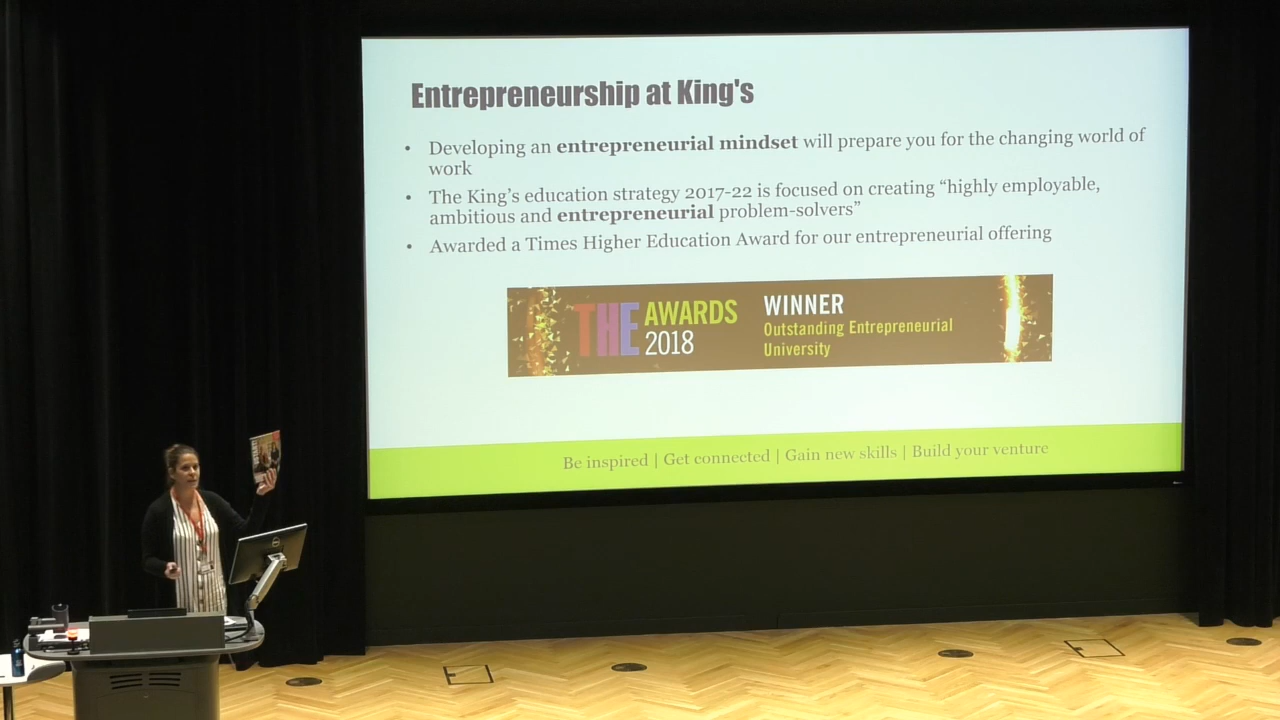 Entrepreneurship at King's
• Developing an entrepreneurial mindset will prepare you for the changing world of
work
• The King's education strategy 2017-22 is focused on creating “highly employable,
ambitious and entrepreneurial problem-solvers”
• Awarded a Times Higher Education Award for our entrepreneurial offering
THE AWARDS
2018
WINNER
Outstanding Entrepreneurial
University
Be inspired | Get connected | Gain new skills | Build your venture